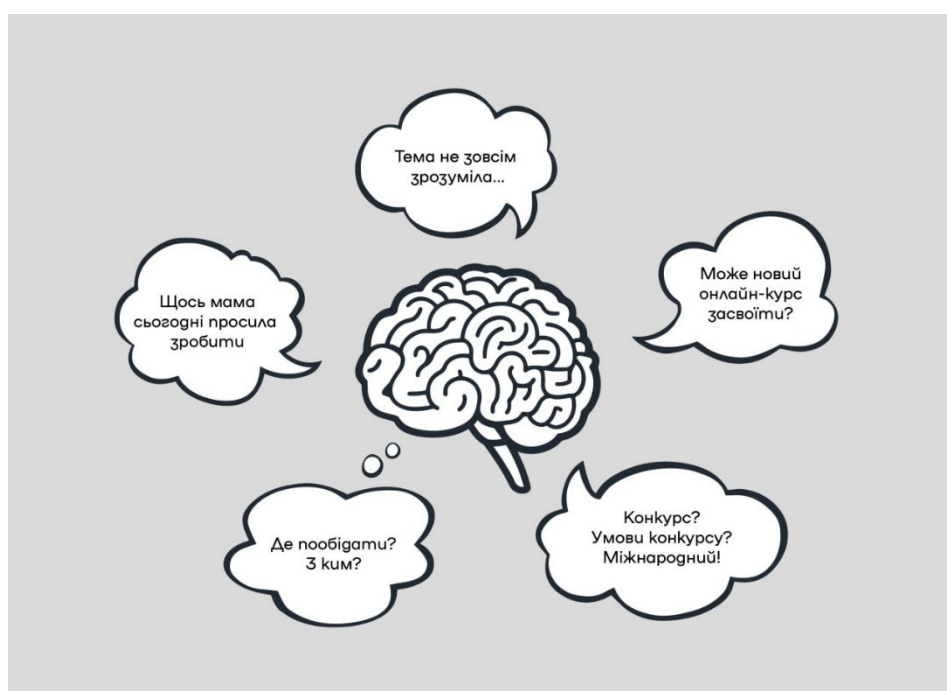 Тема не зовсім
зрозуміла...
Щось мама
сьогодні просила
зробити
Може новий
онлайн-курс
засвоїти?
Де пообідати?
З ким?
Конкурс?
Умови конкурсу?
Міжнародний!